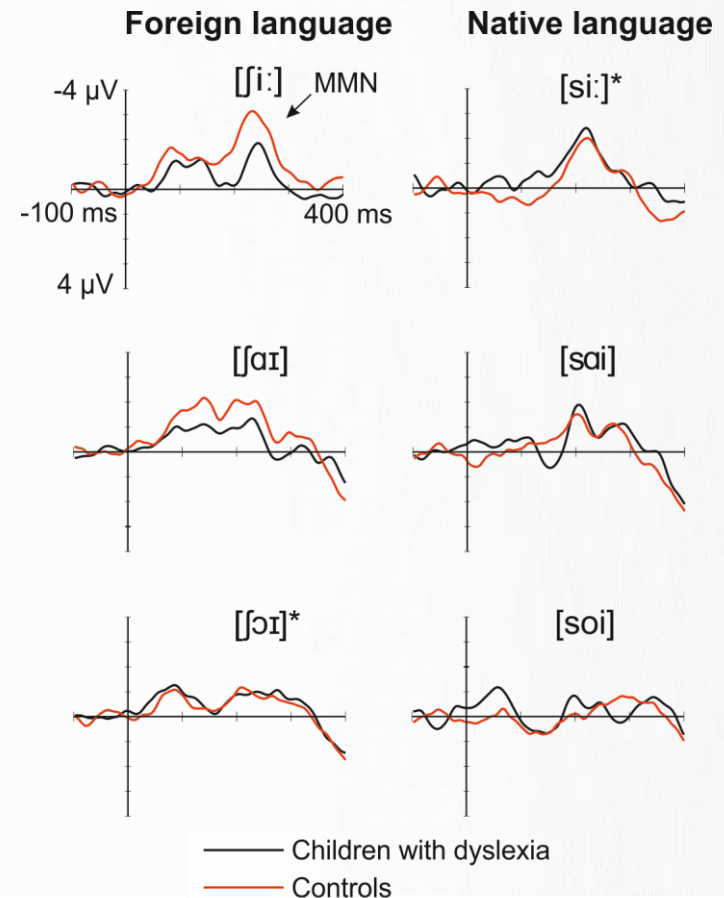 Foreign language
Native language
-4 µV
[ʃiː]
MMN
[siː]*
-100 ms
400 ms
4 µV
[ʃɑɪ]
[sɑi]
[ʃɔɪ]*
[soi]
Children with dyslexia
Controls